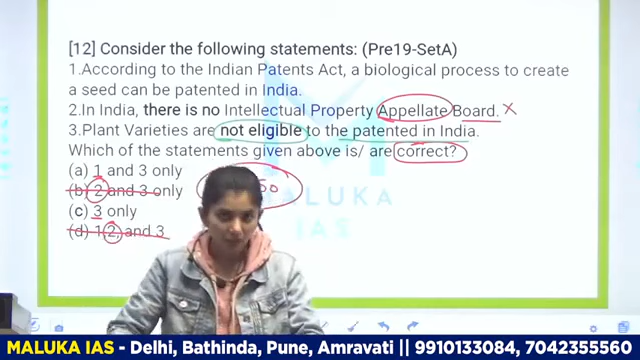 [12] Consider the following statements: (Pre19-SetA)
1.According to the Indian Patents Act, a biological process to create
a seed can be patented in India.
2.In India, there is no Intellectual Property Appellate Board. X
3.Plant Varieties are not eligible to the patented in India.
Which of the statements given above is/ are correct?
(a) 1 and 3 only
(b) 2 and 3 only
(c) 3 only
(d) 1,2, and 3
MALUKA
IAS
MALUKA IAS - Delhi, Bathinda, Pune, Amravati || 9910133084, 7042355560